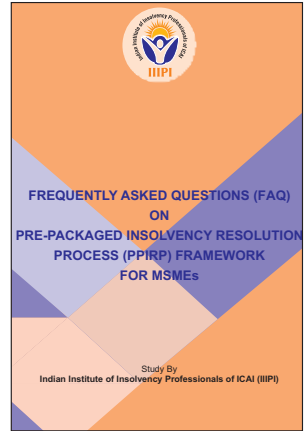 Indian Institute of Insolvency Professionals of ICAI
IIIPI
FREQUENTLY ASKED QUESTIONS (FAQ)
ON
PRE-PACKAGED INSOLVENCY RESOLUTION
PROCESS (PPIRP) FRAMEWORK
FOR MSMEs
Study By
Indian Institute of Insolvency Professionals of ICAI (IIIPI)